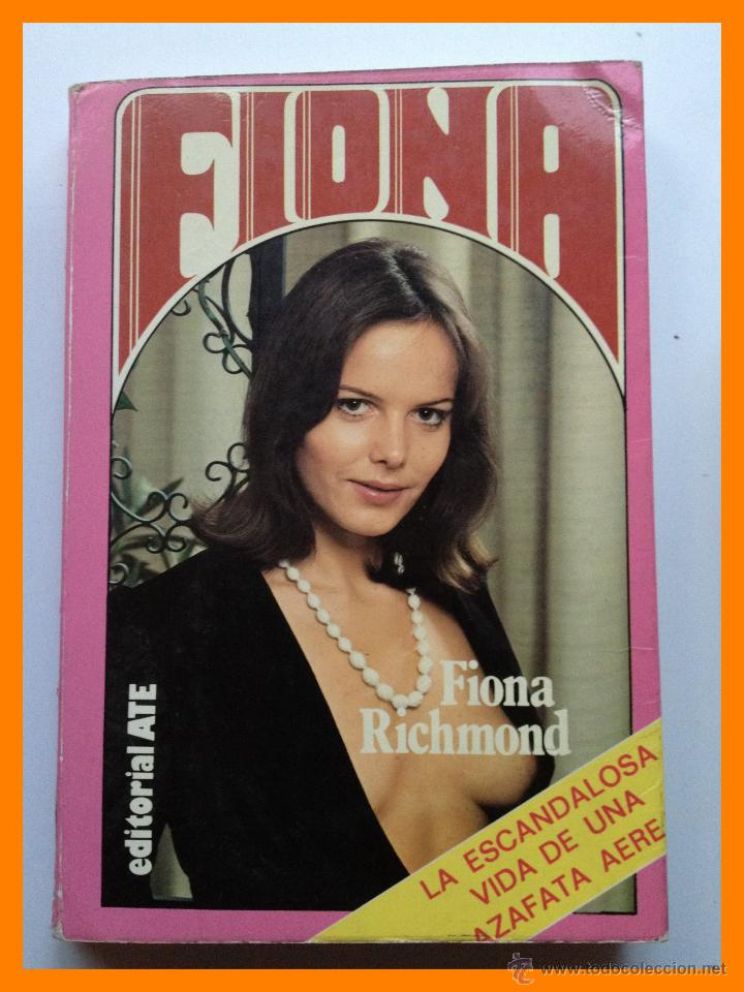 FIONA
Fiona
Richmond
editorial ATE
LA ESCANDALOSA
VIDA DE UNA
AZAFATA AERE
www.todocoleccion.net